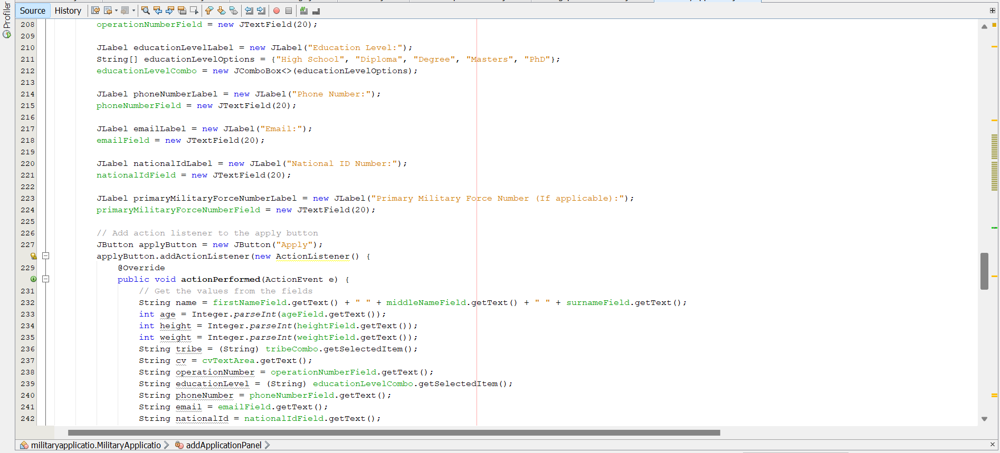 Profiler
Source History
208 operationNumberField = new JTextField(20);
209
210 JLabel educationLevelLabel = new JLabel("Education Level:");
211 String[] educationLevelOptions = {"High School", "Diploma", "Degree", "Masters", "PhD"};
212 educationLevelCombo = new JComboBox<>(educationLevelOptions);
213
214 JLabel phoneNumberLabel = new JLabel("Phone Number:");
215 phoneNumberField = new JTextField(20);
216
217 JLabel emailLabel = new JLabel("Email:");
218 emailField = new JTextField(20);
219
220 JLabel nationalIdLabel = new JLabel("National ID Number:");
221 nationalIdField = new JTextField(20);
222
223 JLabel primaryMilitaryForceNumberLabel = new JLabel("Primary Military Force Number (If applicable):");
224 primaryMilitaryForceNumberField = new JTextField(20);
225
226 // Add action listener to the apply button
227 JButton applyButton = new JButton("Apply");
applyButton.addActionListener(new ActionListener() {
229 @Override
public void actionPerformed(ActionEvent e) {
231 // Get the values from the fields
232 String name = firstNameField.getText() + " " + middleNameField.getText() + " " + surnameField.getText();
233 int age = Integer.parseInt(ageField.getText());
234 int height = Integer.parseInt(heightField.getText());
235 int weight = Integer.parseInt(weightField.getText());
236 String tribe = (String) tribeCombo.getSelectedItem();
237 String cv = cvTextArea.getText();
238 String operationNumber = operationNumberField.getText();
239 String educationLevel = (String) educationLevelCombo.getSelectedItem();
240 String phoneNumber = phoneNumberField.getText();
241 String email = emailField.getText();
242 String nationalId = nationalIdField.getText();
militaryapplicatio.MilitaryApplicatio addApplicationPanel